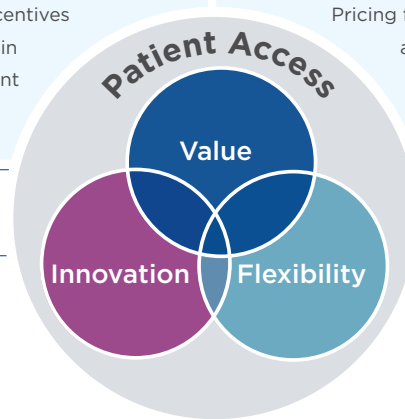 centives
in
nt
Pricing f
a
Patient Access
Value
Innovation
Flexibility